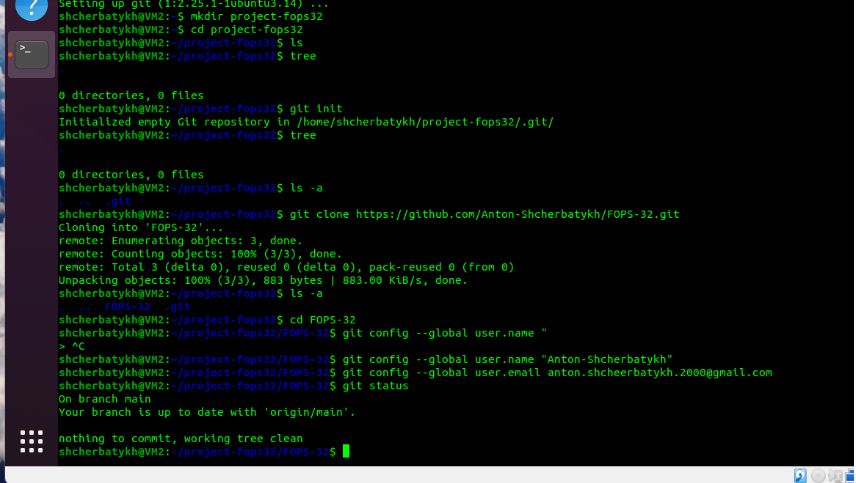 Setting up git (1:2.25.1-1ubuntu3.14) ...
shcherbatykh@VM2:~$ mkdir project-fops32
shcherbatykh@VM2:~$ cd project-fops32
shcherbatykh@VM2:~/project-fops32$ ls
shcherbatykh@VM2:~/project-fops32$ tree
.

0 directories, 0 files
shcherbatykh@VM2:~/project-fops32$ git init
Initialized empty Git repository in /home/shcherbatykh/project-fops32/.git/
shcherbatykh@VM2:~/project-fops32$ tree
.

0 directories, 0 files
shcherbatykh@VM2:~/project-fops32$ ls -a
.  ..  .git
shcherbatykh@VM2:~/project-fops32$ git clone https://github.com/Anton-Shcherbatykh/FOPS-32.git
Cloning into 'FOPS-32'...
remote: Enumerating objects: 3, done.
remote: Counting objects: 100% (3/3), done.
remote: Total 3 (delta 0), reused 0 (delta 0), pack-reused 0 (from 0)
Unpacking objects: 100% (3/3), 883 bytes | 883.00 KiB/s, done.
shcherbatykh@VM2:~/project-fops32$ ls -a
.  ..  FOPS-32  .git
shcherbatykh@VM2:~/project-fops32$ cd FOPS-32
shcherbatykh@VM2:~/project-fops32/FOPS-32$ git config --global user.name "
> ^C
shcherbatykh@VM2:~/project-fops32/FOPS-32$ git config --global user.name "Anton-Shcherbatykh"
shcherbatykh@VM2:~/project-fops32/FOPS-32$ git config --global user.email anton.shcheerbatykh.2000@gmail.com
shcherbatykh@VM2:~/project-fops32/FOPS-32$ git status
On branch main
Your branch is up to date with 'origin/main'.

nothing to commit, working tree clean
shcherbatykh@VM2:~/project-fops32/FOPS-32$